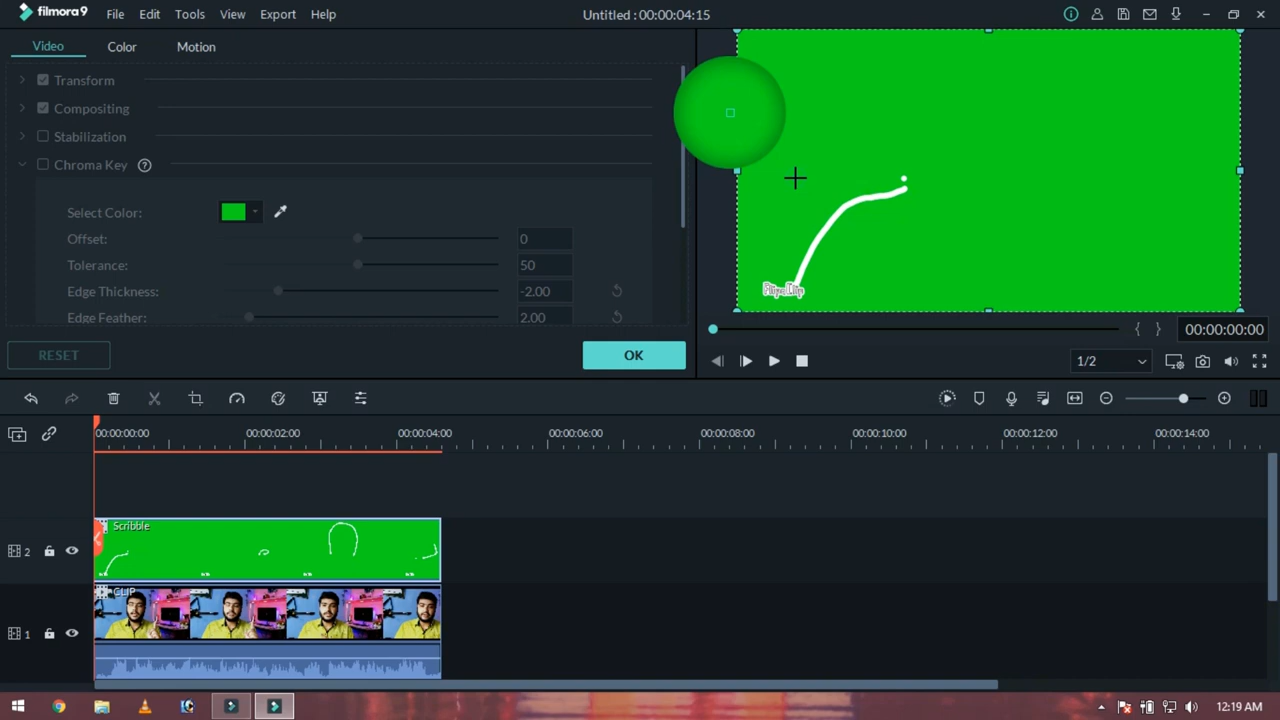 filmora9 File Edit Tools View Export Help Untitled : 00:00:04:15
Video Color Motion
Transform
Compositing
Stabilization
Chroma Key ?
Select Color:
Offset: 0
Tolerance: 50
Edge Thickness: -2.00
Edge Feather: 2.00
FlipaClip
RESET OK
00:00:00:00
1/2
00:00:00:00 00:00:02:00 00:00:04:00 00:00:06:00 00:00:08:00 00:00:10:00 00:00:12:00 00:00:14:00
Scribble
2
CLIP
1
12:19 AM